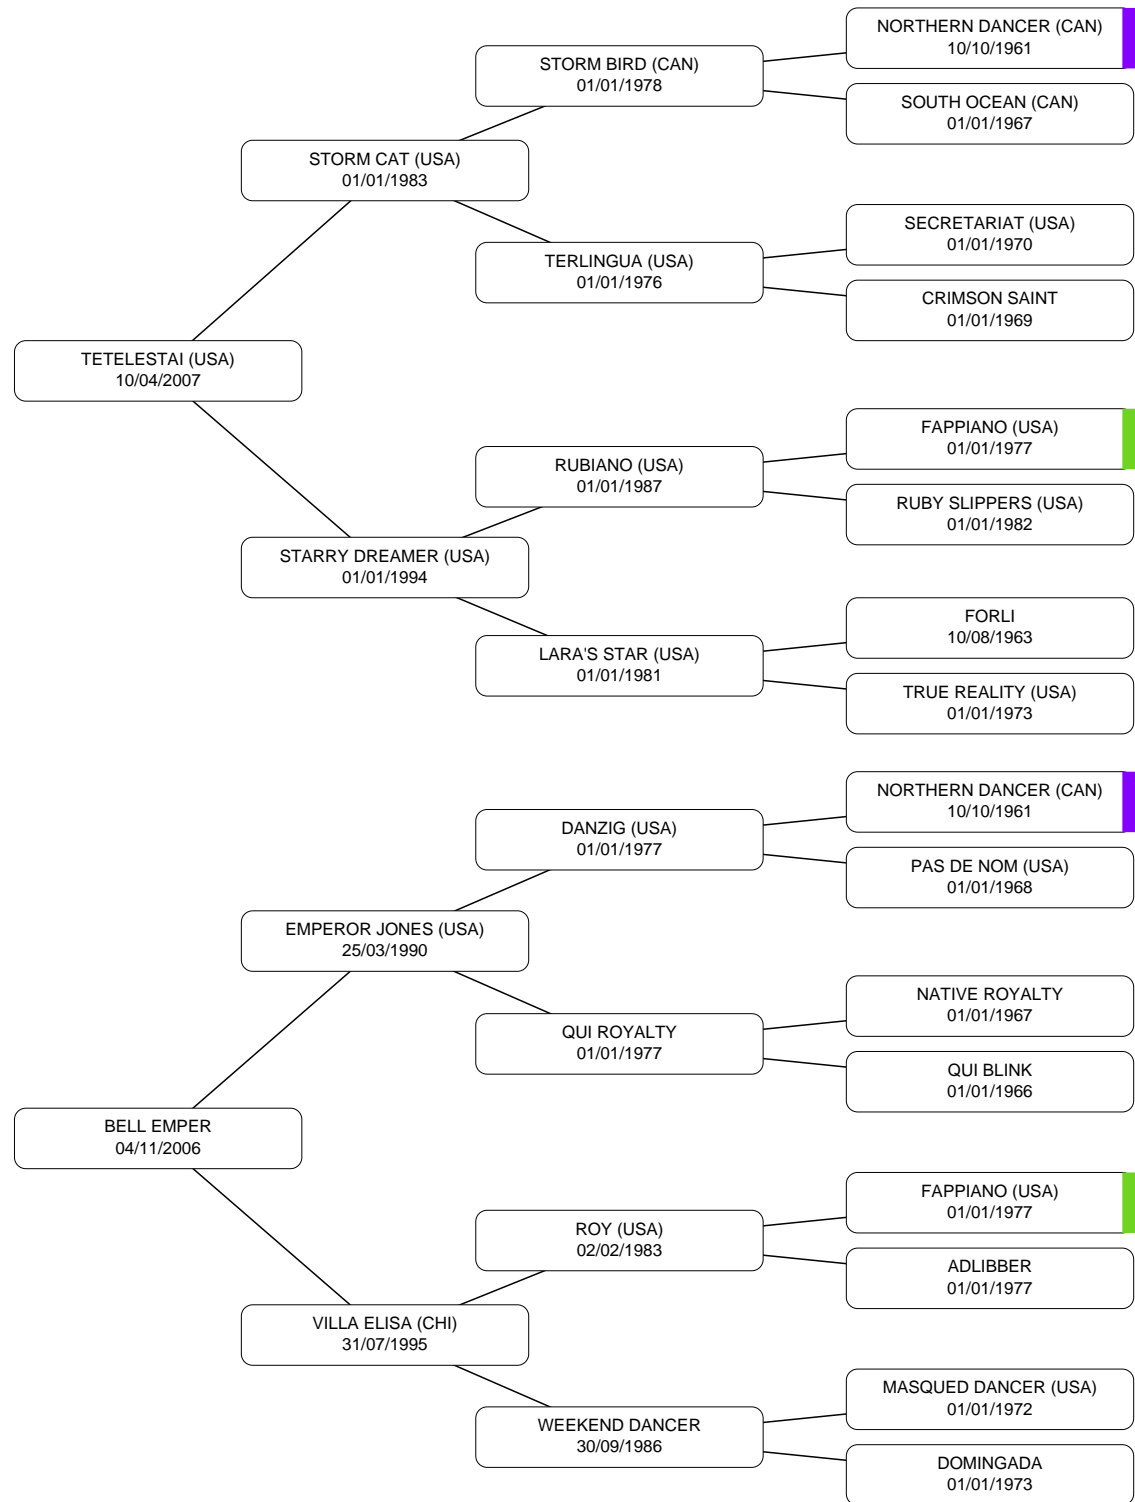 NORTHERN DANCER (CAN)
10/10/1961
STORM BIRD (CAN)
01/01/1978
SOUTH OCEAN (CAN)
01/01/1967
STORM CAT (USA)
01/01/1983
SECRETARIAT (USA)
01/01/1970
TERLINGUA (USA)
01/01/1976
CRIMSON SAINT
01/01/1969
TETELESTAI (USA)
10/04/2007
FAPPIANO (USA)
01/01/1977
RUBIANO (USA)
01/01/1987
RUBY SLIPPERS (USA)
01/01/1982
STARRY DREAMER (USA)
01/01/1994
FORLI
10/08/1963
LARA'S STAR (USA)
01/01/1981
TRUE REALITY (USA)
01/01/1973
NORTHERN DANCER (CAN)
10/10/1961
DANZIG (USA)
01/01/1977
PAS DE NOM (USA)
01/01/1968
EMPEROR JONES (USA)
25/03/1990
NATIVE ROYALTY
01/01/1967
QUI ROYALTY
01/01/1977
QUI BLINK
01/01/1966
BELL EMPER
04/11/2006
FAPPIANO (USA)
01/01/1977
ROY (USA)
02/02/1983
ADLIBBER
01/01/1977
VILLA ELISA (CHI)
31/07/1995
MASQUED DANCER (USA)
01/01/1972
WEEKEND DANCER
30/09/1986
DOMINGADA
01/01/1973